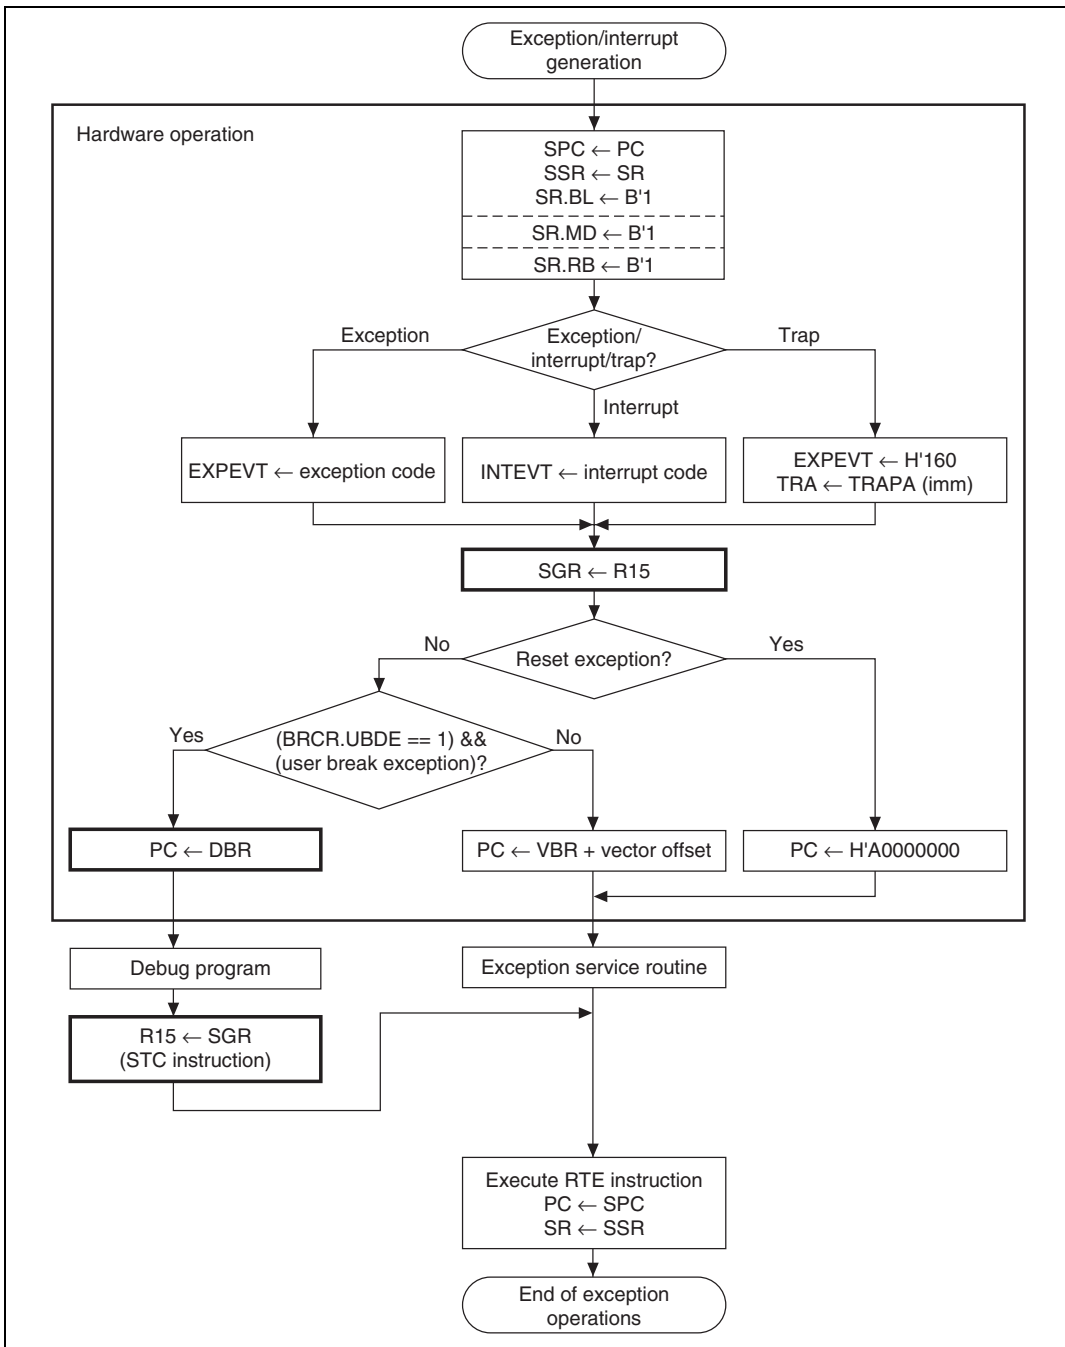 Exception/interrupt
generation
Hardware operation
SPC ← PC
SSR ← SR
SR.BL ← B'1
SR.MD ← B'1
SR.RB ← B'1
Exception
Exception/
interrupt/trap?
Trap
Interrupt
EXPEVT ← exception code
INTEVT ← interrupt code
EXPEVT ← H'160
TRA ← TRAPA (imm)
SGR ← R15
No
Reset exception?
Yes
Yes
(BRCR.UBDE == 1) &&
(user break exception)?
No
PC ← DBR
PC ← VBR + vector offset
PC ← H'A0000000
Debug program
Exception service routine
R15 ← SGR
(STC instruction)
Execute RTE instruction
PC ← SPC
SR ← SSR
End of exception
operations